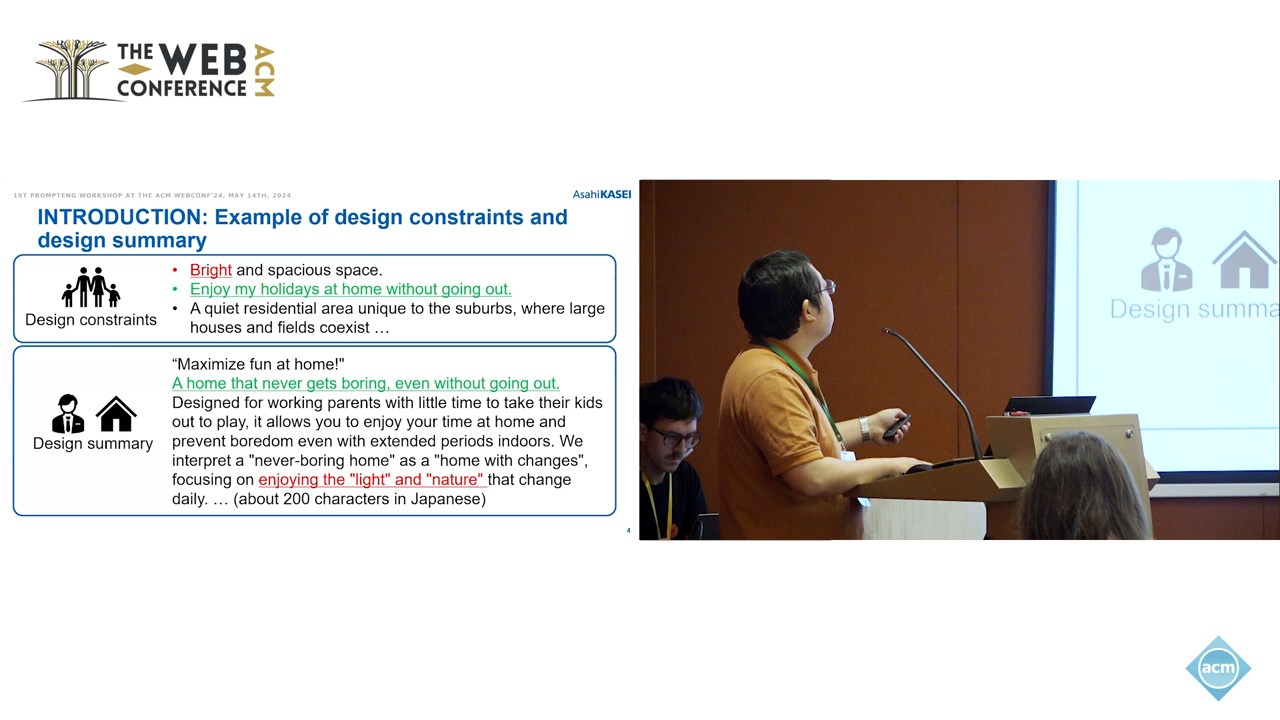 THE WEB CONFERENCE ACM
1ST PROMPTENG WORKSHOP AT THE ACM WEBCONF'24, MAY 14TH, 2024
AsahiKASEI
INTRODUCTION: Example of design constraints and
design summary
Design constraints
• Bright and spacious space.
• Enjoy my holidays at home without going out.
• A quiet residential area unique to the suburbs, where large
houses and fields coexist …
Design summary
“Maximize fun at home!"
A home that never gets boring, even without going out.
Designed for working parents with little time to take their kids
out to play, it allows you to enjoy your time at home and
prevent boredom even with extended periods indoors. We
interpret a "never-boring home" as a "home with changes",
focusing on enjoying the "light" and "nature" that change
daily. … (about 200 characters in Japanese)
4
Design summa
acm